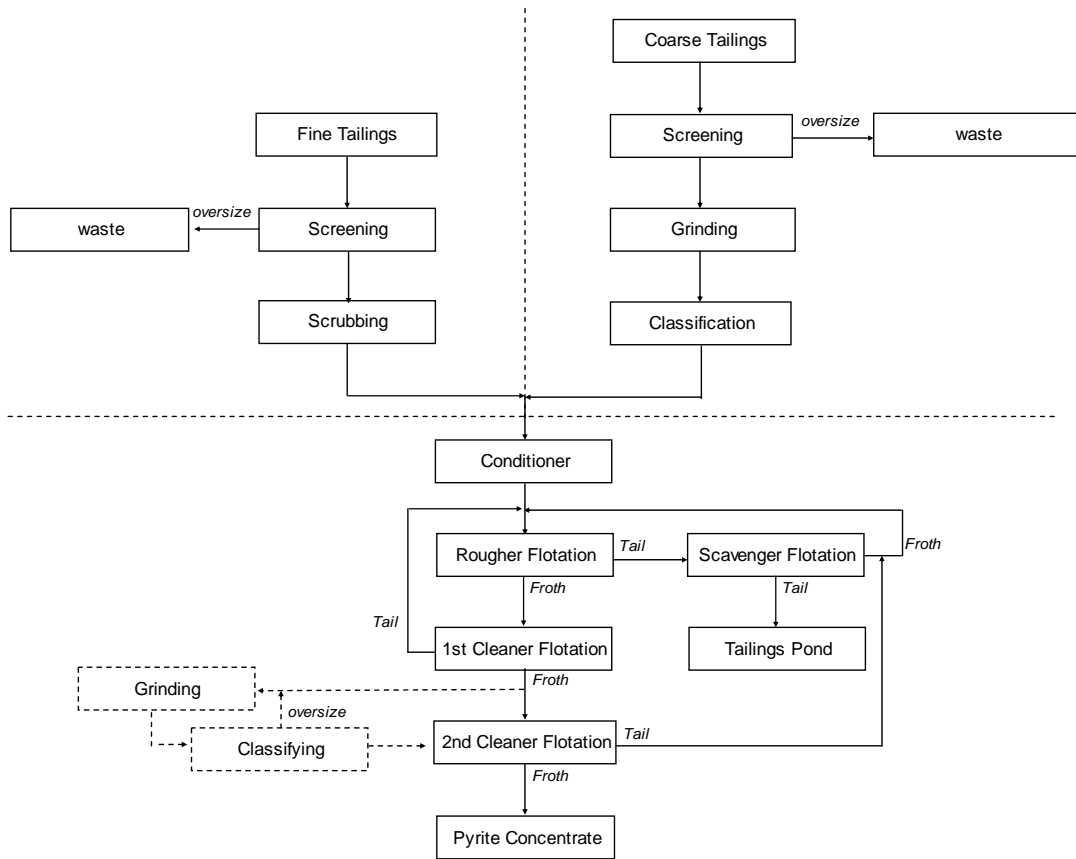 Coarse Tailings
Fine Tailings
Screening
oversize
waste
waste
oversize
Screening
Grinding
Scrubbing
Classification
Conditioner
Rougher Flotation
Tail
Scavenger Flotation
Froth
Froth
Tail
Tail
1st Cleaner Flotation
Tailings Pond
Froth
Grinding
oversize
Classifying
2nd Cleaner Flotation
Tail
Froth
Pyrite Concentrate